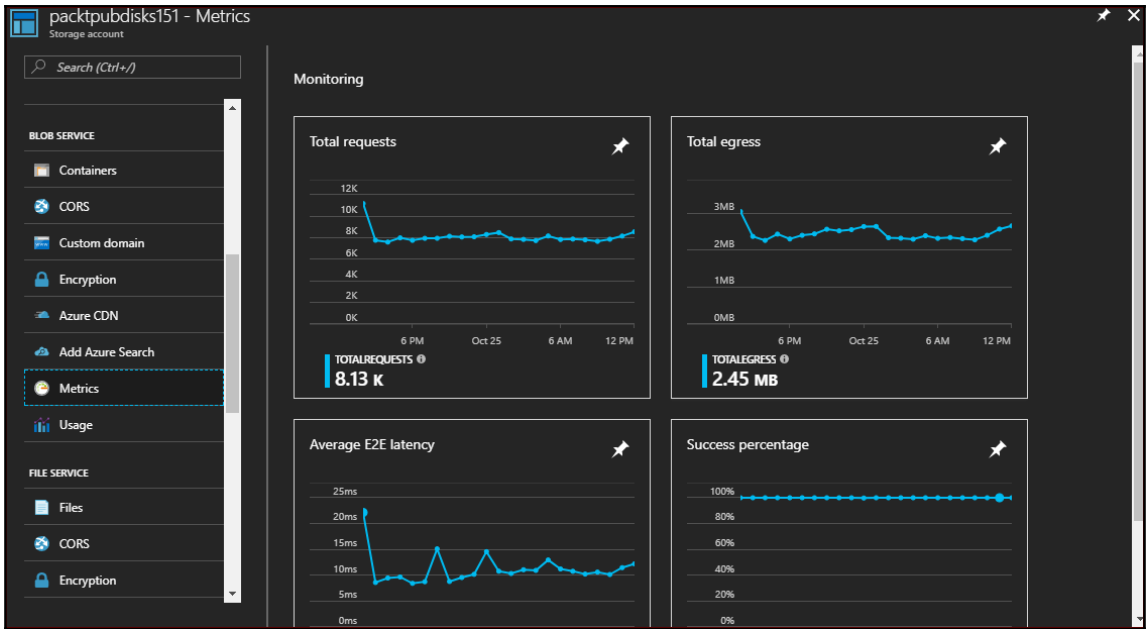 packtpubdisks151 - Metrics
Storage account
Search (Ctrl+/)
BLOB SERVICE
Containers
CORS
Custom domain
Encryption
Azure CDN
Add Azure Search
Metrics
Usage
FILE SERVICE
Files
CORS
Encryption
Monitoring
Total requests
12K
10K
8K
6K
4K
2K
0K
6 PM Oct 25 6 AM 12 PM
TOTALREQUESTS
8.13 K
Total egress
3MB
2MB
1MB
0MB
6 PM Oct 25 6 AM 12 PM
TOTALEGRESS
2.45 MB
Average E2E latency
25ms
20ms
15ms
10ms
5ms
0ms
Success percentage
100%
80%
60%
40%
20%
0%